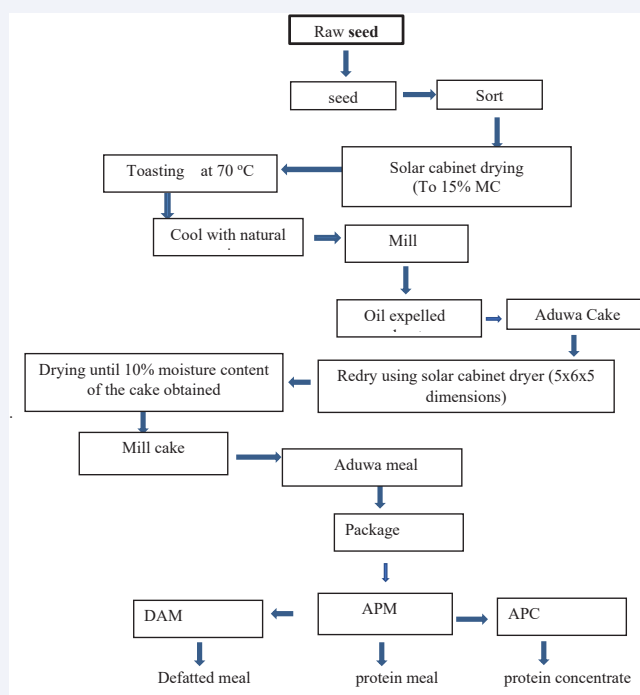 Raw seed
seed
Sort
Solar cabinet drying
(To 15% MC
Toasting at 70 °C
Cool with natural
Mill
Oil expelled
Aduwa Cake
Redry using solar cabinet dryer (5x6x5
dimensions)
Drying until 10% moisture content
of the cake obtained
Mill cake
Aduwa meal
Package
DAM
APM
APC
Defatted meal
protein meal
protein concentrate